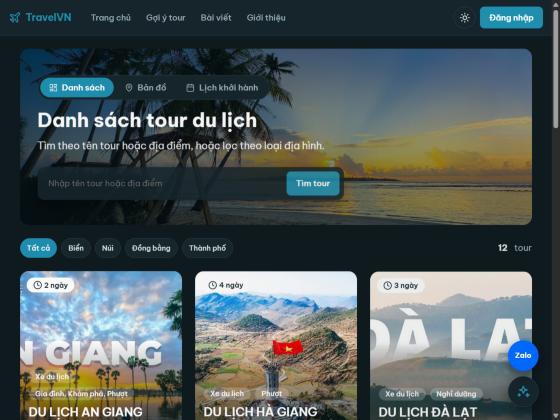 TravelVN
Trang chủ
Gợi ý tour
Bài viết
Giới thiệu
Đăng nhập
Danh sách
Bản đồ
Lịch khởi hành
Danh sách tour du lịch
Tìm theo tên tour hoặc địa điểm, hoặc lọc theo loại địa hình.
Nhập tên tour hoặc địa điểm
Tìm tour
Tất cả
Biển
Núi
Đồng bằng
Thành phố
12 tour
2 ngày
N GIANG
Xe du lịch
Gia đình, Khám phá, Phượt
DU LỊCH AN GIANG
4 ngày
Xe du lịch
Phượt
DU LỊCH HÀ GIANG
3 ngày
ĐÀ LẠT
Xe du lịch
Nghỉ dưỡng
DU LỊCH ĐÀ LẠT
Zalo